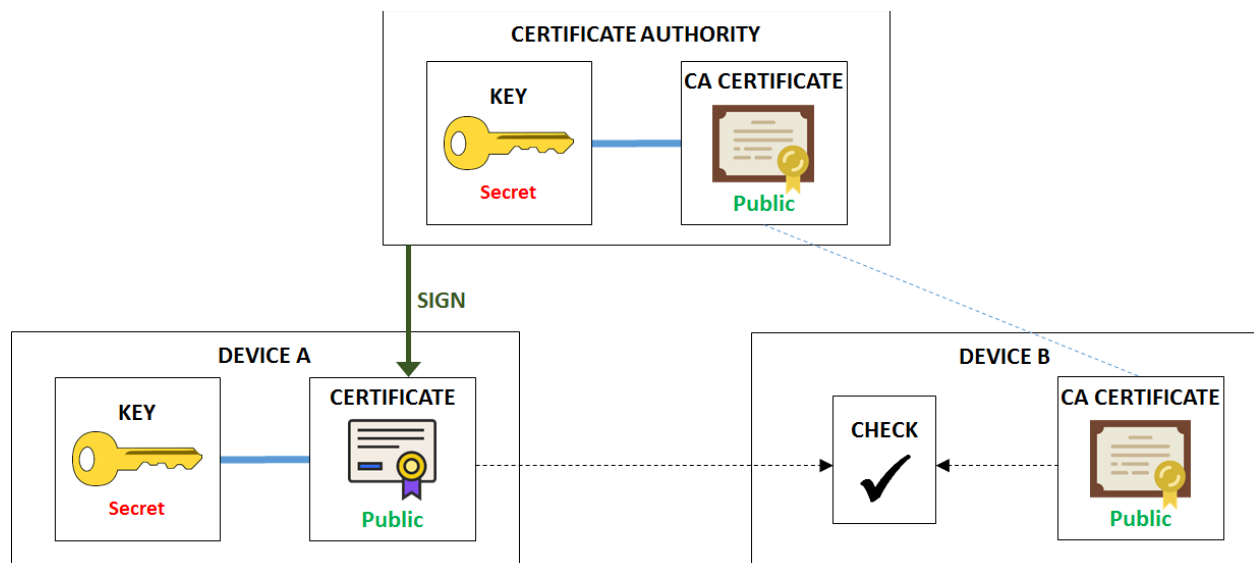 CERTIFICATE AUTHORITY
KEY
Secret
CA CERTIFICATE
Public
SIGN
DEVICE A
KEY
Secret
CERTIFICATE
Public
DEVICE B
CHECK
CA CERTIFICATE
Public